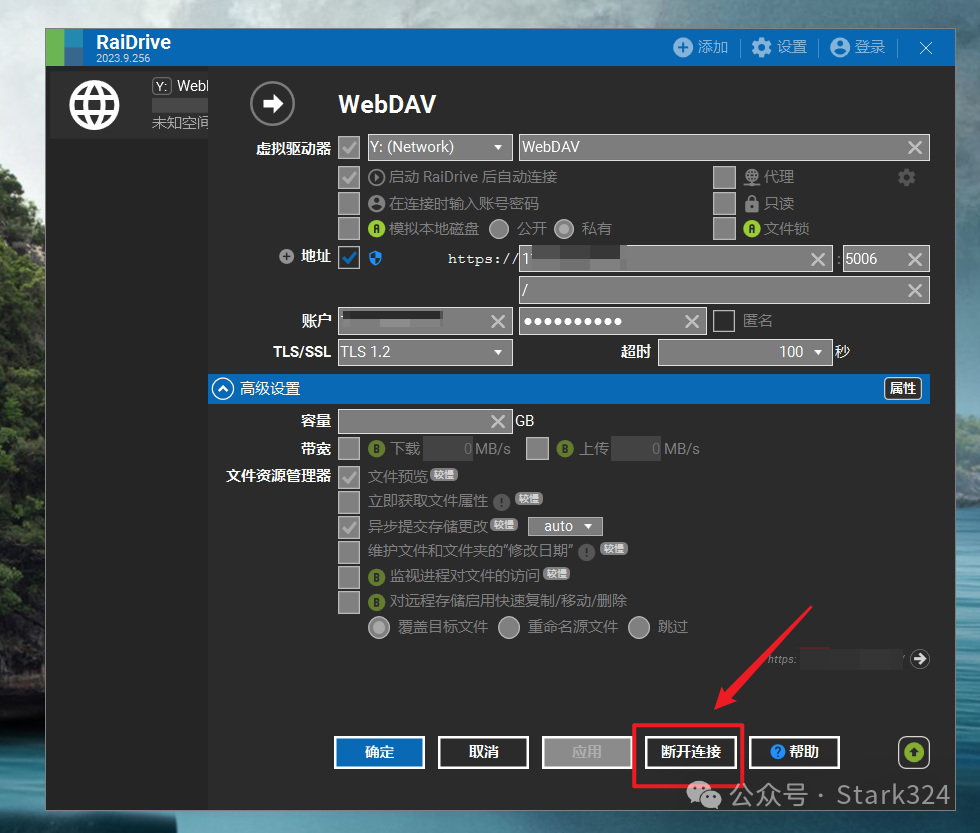 RaiDrive
2023.9.256
添加 设置 登录
Y:
未知空间
WebDAV
虚拟驱动器 Y: (Network) WebDAV
启动 RaiDrive 后自动连接 代理
在连接时输入账号密码 只读
A 模拟本地磁盘 公开 私有 A 文件锁
地址 https:// 1 : 5006
/
账户 ●●●●●●●●●● 匿名
TLS/SSL TLS 1.2 超时 100 秒
高级设置 属性
容量 GB
带宽 B 下载 0 MB/s B 上传 0 MB/s
文件资源管理器 文件预览 较慢
立即获取文件属性 ! 较慢
异步提交存储更改 较慢 auto
维护文件和文件夹的“修改日期” ! 较慢
B 监视进程对文件的访问 较慢
B 对远程存储启用快速复制/移动/删除
覆盖目标文件 重命名源文件 跳过
https: /
确定 取消 应用 断开连接 ? 帮助
公众号 · Stark324